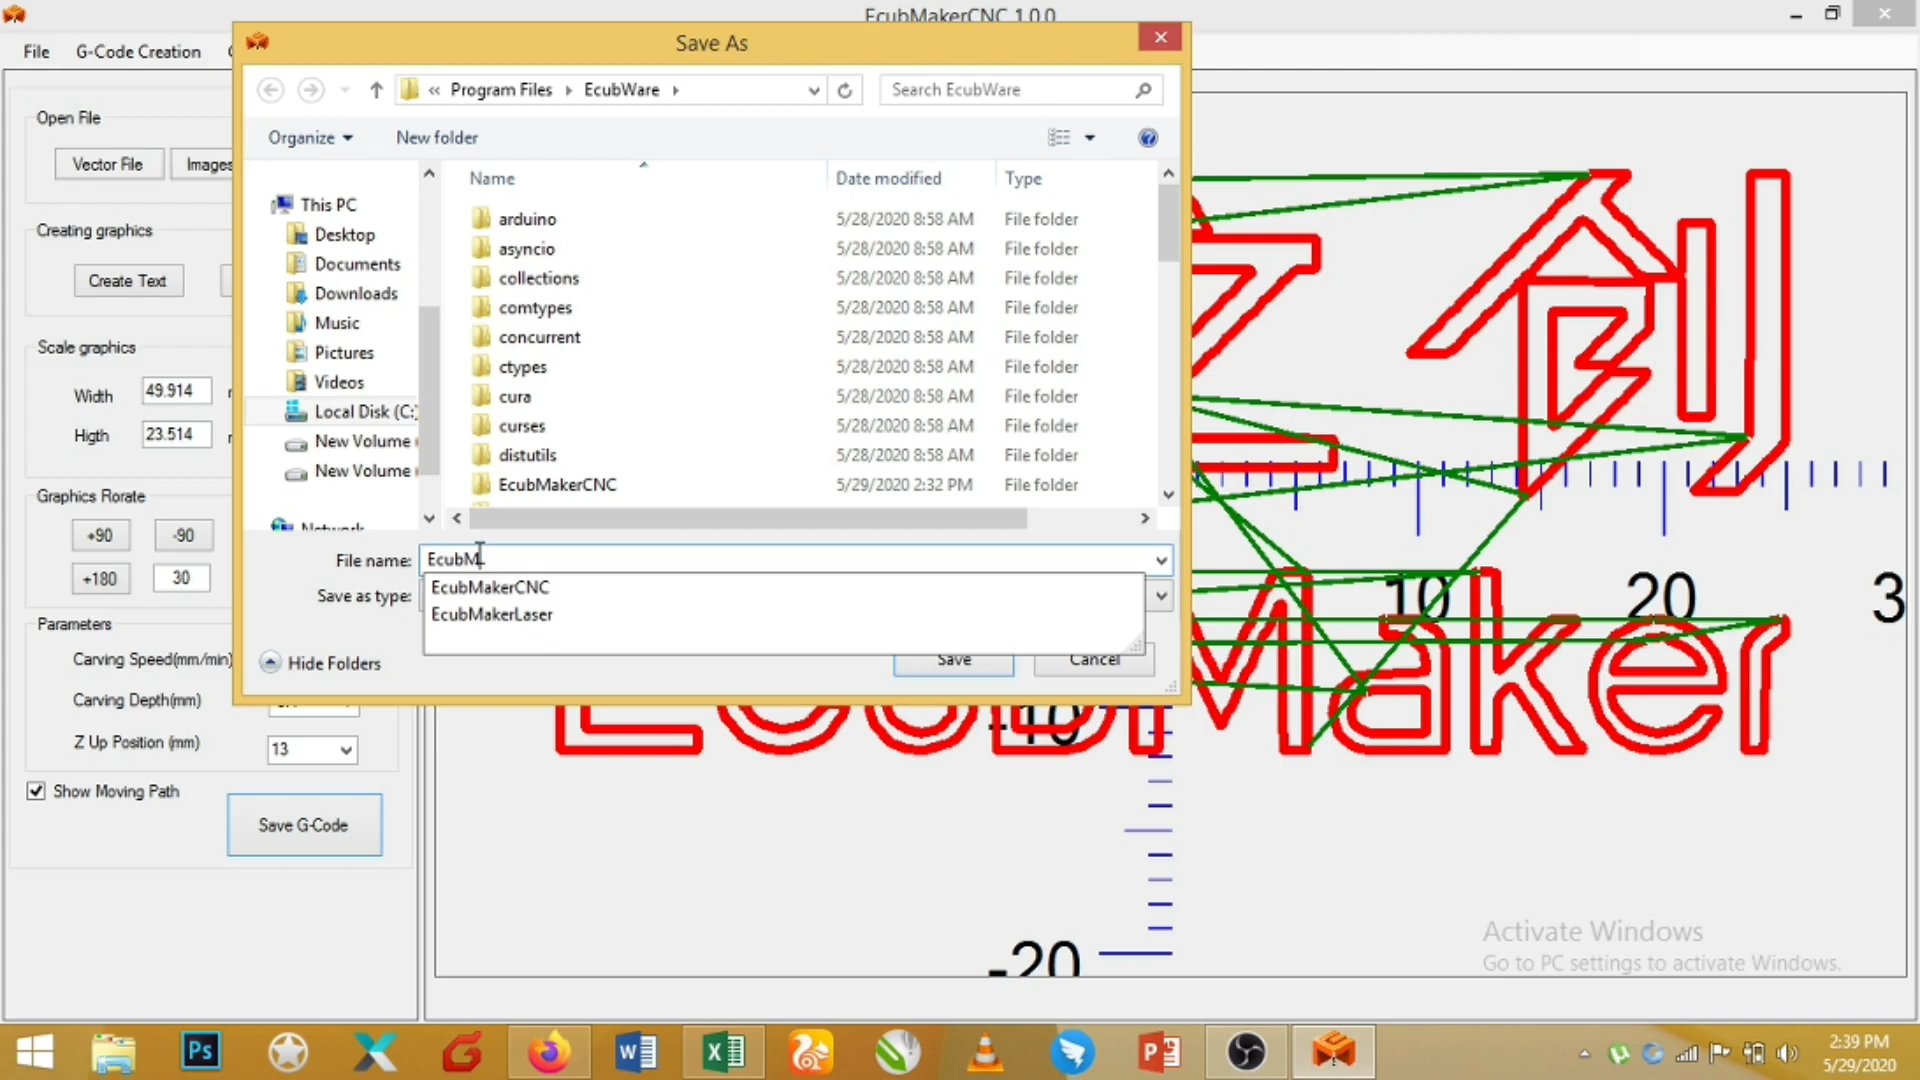 EcubMakerCNC 1.0.0
File G-Code Creation
Save As
« Program Files EcubWare
Search EcubWare
Organize New folder
Name Date modified Type
arduino 5/28/2020 8:58 AM File folder
asyncio 5/28/2020 8:58 AM File folder
collections 5/28/2020 8:58 AM File folder
comtypes 5/28/2020 8:58 AM File folder
concurrent 5/28/2020 8:58 AM File folder
ctypes 5/28/2020 8:58 AM File folder
cura 5/28/2020 8:58 AM File folder
curses 5/28/2020 8:58 AM File folder
distutils 5/28/2020 8:58 AM File folder
EcubMakerCNC 5/29/2020 2:32 PM File folder
This PC
Desktop
Documents
Downloads
Music
Pictures
Videos
Local Disk (C:)
New Volume
New Volume
Network
File name: EcubM
EcubMakerCNC
EcubMakerLaser
Save as type:
Hide Folders
Save Cancel
Open File
Vector File Images
Creating graphics
Create Text
Scale graphics
Width 49.914
Higth 23.514
Graphics Rorate
+90 -90
+180 30
Parameters
Carving Speed(mm/min)
Carving Depth(mm)
Z Up Position (mm) 13
Show Moving Path
Save G-Code
创
10 20 3
EcubMaker
-10
-20
Activate Windows
Go to PC settings to activate Windows.
Ps
2:39 PM
5/29/2020